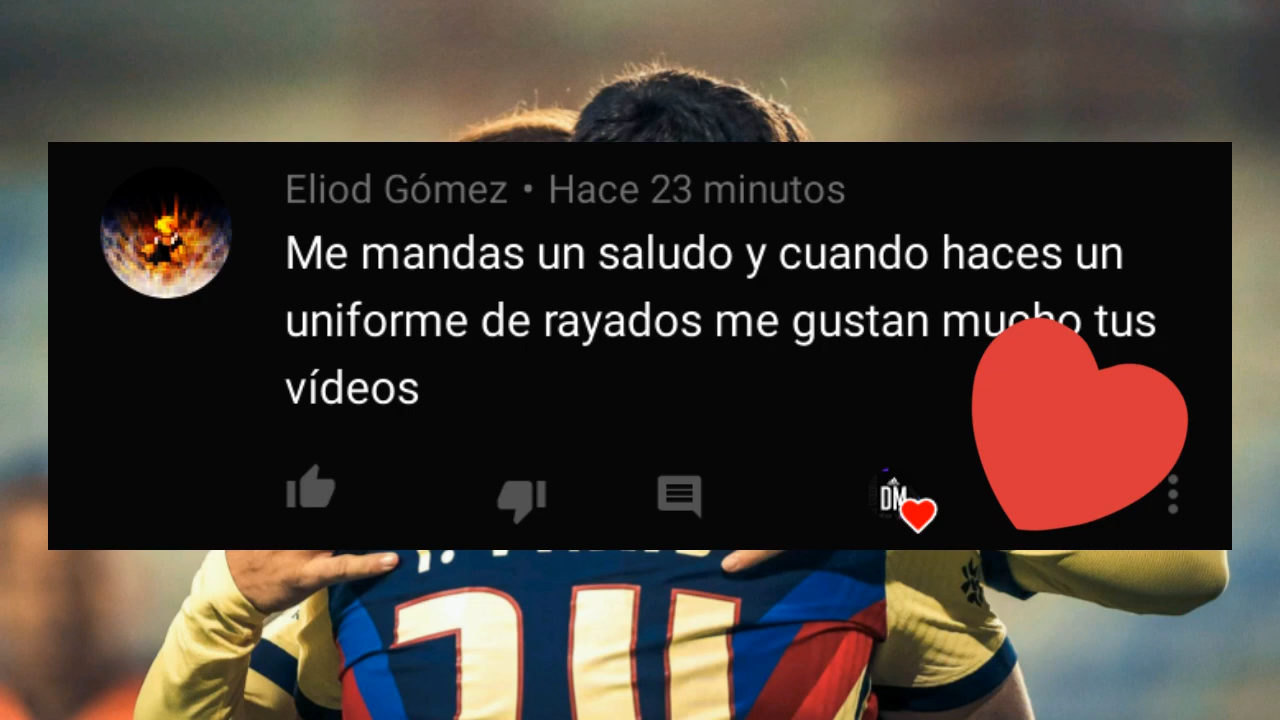 Eliod Gómez • Hace 23 minutos
Me mandas un saludo y cuando haces un
uniforme de rayados me gustan mucho tus
vídeos
DM